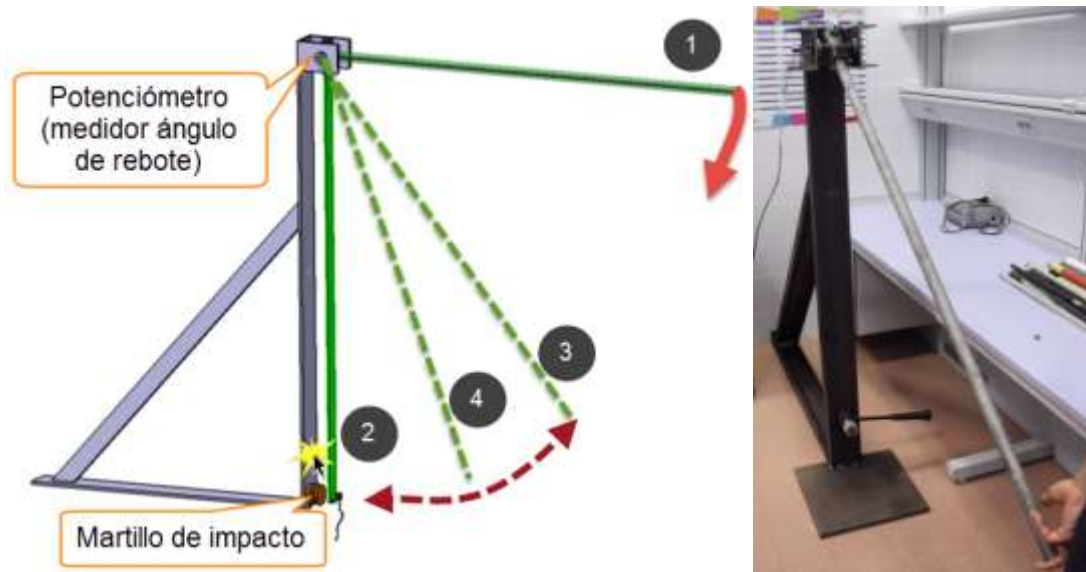 1
Potenciómetro
(medidor ángulo
de rebote)
3
4
2
Martillo de impacto